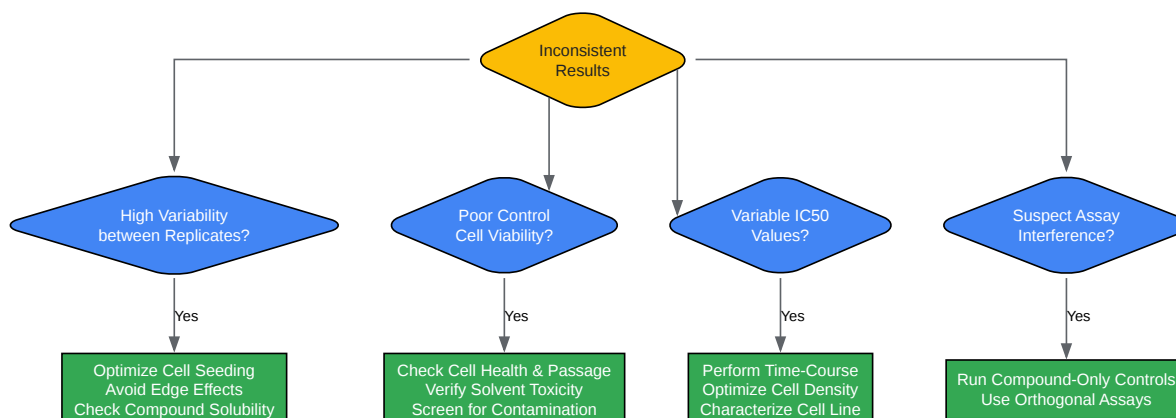 Inconsistent
Results
High Variability
between Replicates?
Poor Control
Cell Viability?
Variable IC50
Values?
Suspect Assay
Interference?
Yes
Yes
Yes
Yes
Optimize Cell Seeding
Avoid Edge Effects
Check Compound Solubility
Check Cell Health & Passage
Verify Solvent Toxicity
Screen for Contamination
Perform Time-Course
Optimize Cell Density
Characterize Cell Line
Run Compound-Only Controls
Use Orthogonal Assays